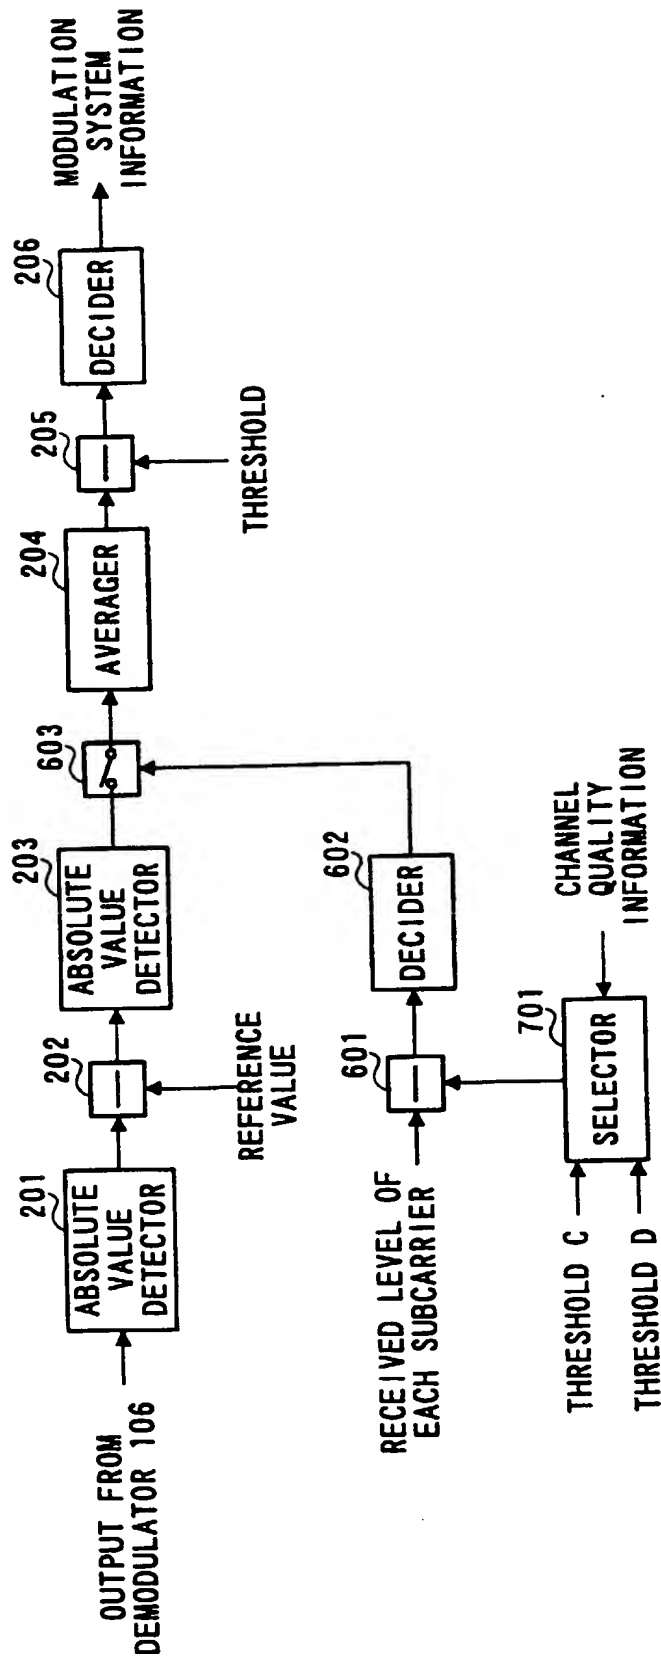 OUTPUT FROM
DEMODULATOR 106
201
ABSOLUTE
VALUE
DETECTOR
202
REFERENCE
VALUE
203
ABSOLUTE
VALUE
DETECTOR
603
204
AVERAGER
205
THRESHOLD
206
DECIDER
MODULATION
SYSTEM
INFORMATION
RECEIVED LEVEL OF
EACH SUBCARRIER
601
602
DECIDER
THRESHOLD C
THRESHOLD D
701
SELECTOR
CHANNEL
QUALITY
INFORMATION